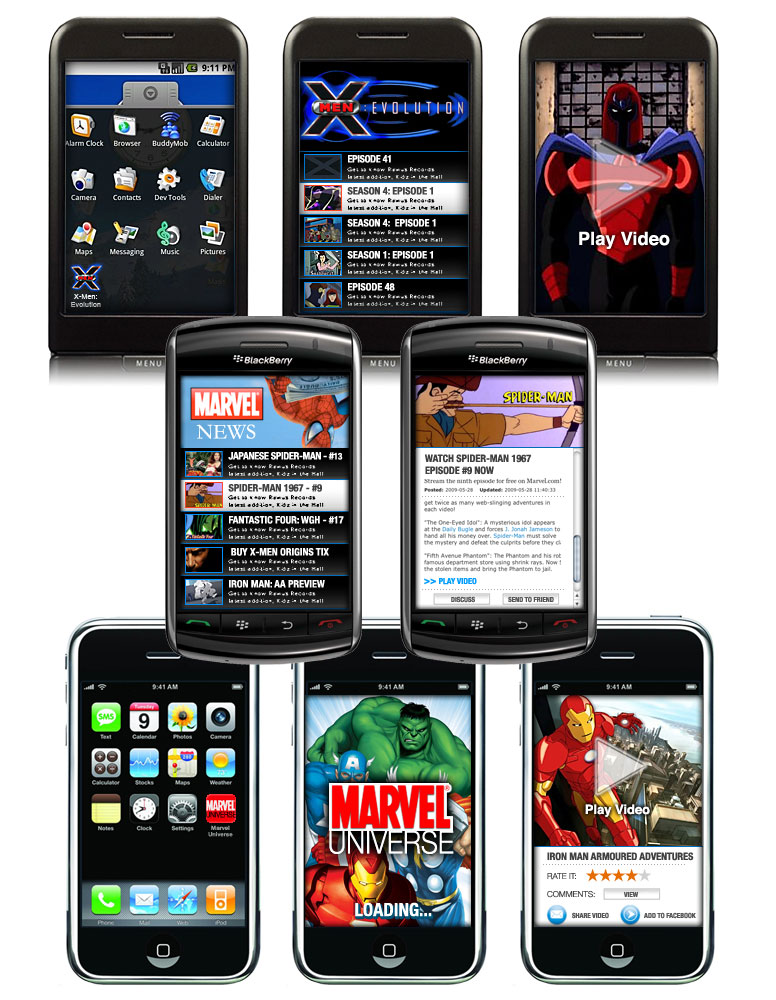 9:11 PM
Alarm Clock Browser BuddyMob Calculator
Camera Contacts Dev Tools Dialer
Maps Messaging Music Pictures
X-Men:
Evolution
MENU
X MEN : EVOLUTION
EPISODE 41
Get to know Rawus Records
latest addition, Kidz in the Hall
SEASON 4: EPISODE 1
Get to know Rawus Records
latest addition, Kidz in the Hall
SEASON 4: EPISODE 1
Get to know Rawus Records
latest addition, Kidz in the Hall
SEASON 1: EPISODE 1
Get to know Rawus Records
latest addition, Kidz in the Hall
EPISODE 48
Get to know Rawus Records
latest addition, Kidz in the Hall
MENU
Play Video
MENU
BlackBerry
MARVEL
NEWS
JAPANESE SPIDER-MAN - #13
Get to know Rawus Records
latest addition, Kidz in the Hall
SPIDER-MAN 1967 - #9
Get to know Rawus Records
latest addition, Kidz in the Hall
FANTASTIC FOUR: WGH - #17
Get to know Rawus Records
latest addition, Kidz in the Hall
BUY X-MEN ORIGINS TIX
Get to know Rawus Records
latest addition, Kidz in the Hall
IRON MAN: AA PREVIEW
Get to know Rawus Records
latest addition, Kidz in the Hall
BlackBerry
SPIDER-MAN
WATCH SPIDER-MAN 1967
EPISODE #9 NOW
Stream the ninth episode for free on Marvel.com!
Posted: 2009-05-26 Updated: 2009-05-28 11:40:33
get twice as many web-slinging adventures in
each video!
"The One-Eyed Idol": A mysterious idol appears
at the Daily Bugle and forces J. Jonah Jameson to
hand all his money over. Spider-Man must solve
the mystery and defeat the culprits before they cl
"Fifth Avenue Phantom": The Phantom and his rob
famous department store using shrink rays. Now S
the stolen items and bring the Phantom to jail.
>> PLAY VIDEO
DISCUSS SEND TO FRIEND
9:41 AM
SMS Tuesday 9
Text Calendar Photos Camera
Calculator Stocks Maps Weather
MARVEL
UNIVERSE
Notes Clock Settings Marvel
Universe
Phone Mail Web iPod
9:41 AM
A
MARVEL
UNIVERSE
LOADING...
9:41 AM
Play Video
IRON MAN ARMOURED ADVENTURES
RATE IT:
COMMENTS: VIEW
SHARE VIDEO ADD TO FACEBOOK